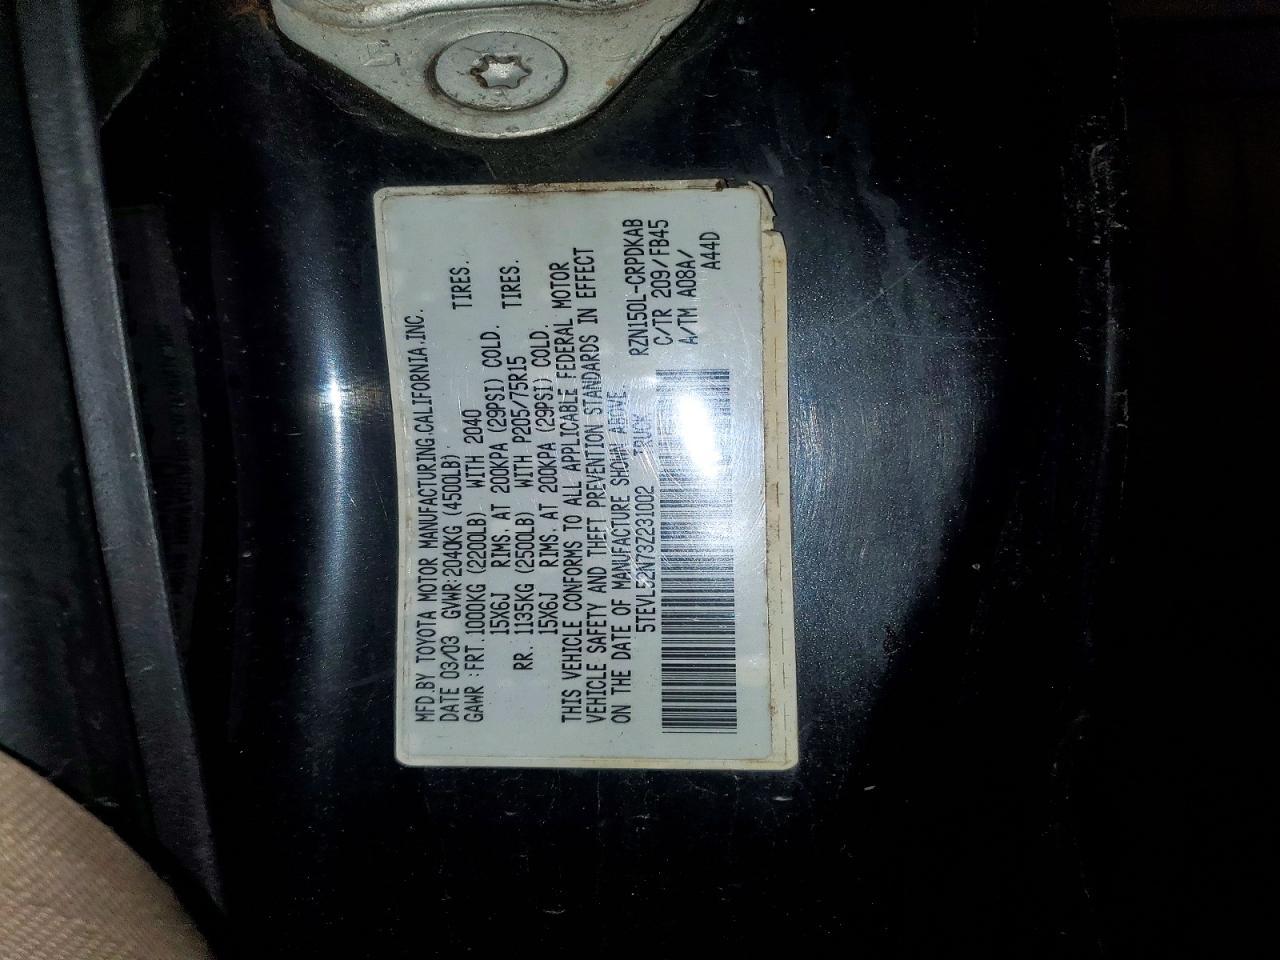 MFD.BY TOYOTA MOTOR MANUFACTURING.CALIFORNIA.INC.
DATE 03/03 GVWR:2040KG (4500LB)
GAWR :FRT.1000KG (2200LB) WITH 2040 TIRES.
15X6J RIMS. AT 200KPA (29PSI) COLD.
RR. 1135KG (2500LB) WITH P205/75R15 TIRES.
15X6J RIMS. AT 200KPA (29PSI) COLD.
THIS VEHICLE CONFORMS TO ALL APPLICABLE FEDERAL MOTOR
VEHICLE SAFETY AND THEFT PREVENTION STANDARDS IN EFFECT
ON THE DATE OF MANUFACTURE SHOWN ABOVE
5TEVL52N73Z231002 TRUCK RZN150L-CRPDKAB
C/TR 209/FB45
A/TM A08A/
A44D